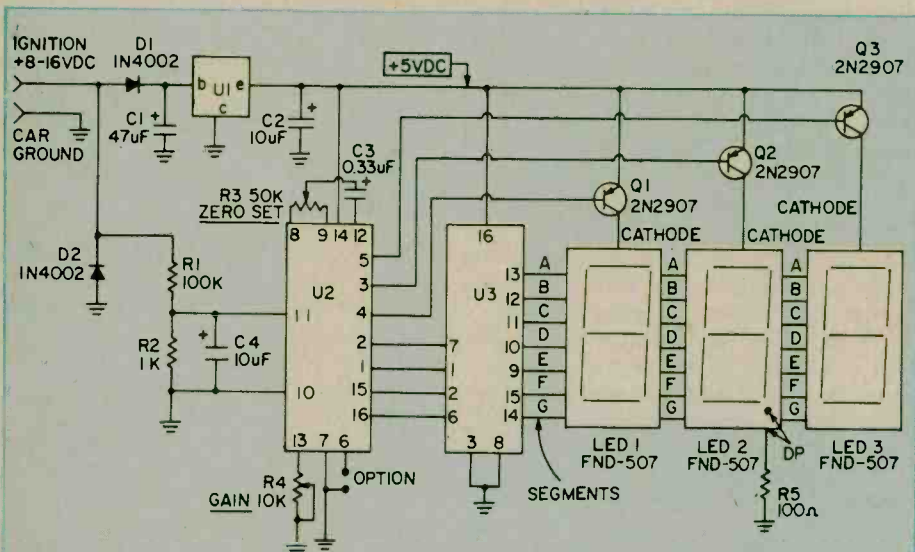 IGNITION
+8-16VDC
D1
1N4002
b U1 e
c
+5VDC
Q3
2N2907
CAR
GROUND
C1
47uF
+
C2
10uF
+
C3
0.33uF
+
Q2
2N2907
Q1
2N2907
R3 50K
ZERO SET
8 9 14 12
CATHODE
CATHODE
CATHODE
D2
1N4002
R1
100K
R2
1K
C4
10uF
+
11
10
U2
5
3
4
2
1
15
16
13 7 6
16
U3
7
1
2
6
3 8
13
12
11
10
9
15
14
A
B
C
D
E
F
G
A
B
C
D
E
F
G
A
B
C
D
E
F
G
R4
GAIN 10K
OPTION
SEGMENTS
LED 1
FND-507
LED 2
FND-507
DP
LED 3
FND-507
R5
100Ω